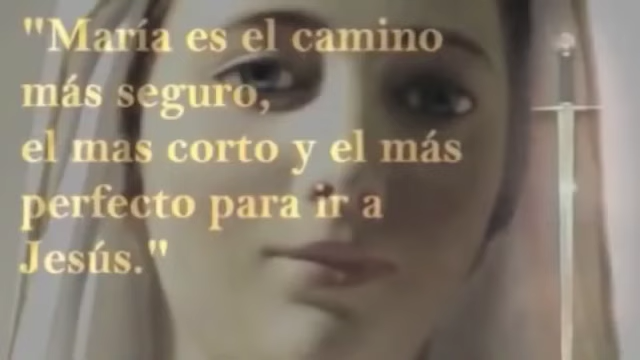 "María es el camino
más seguro,
el mas corto y el más
perfecto para ir a
Jesús."